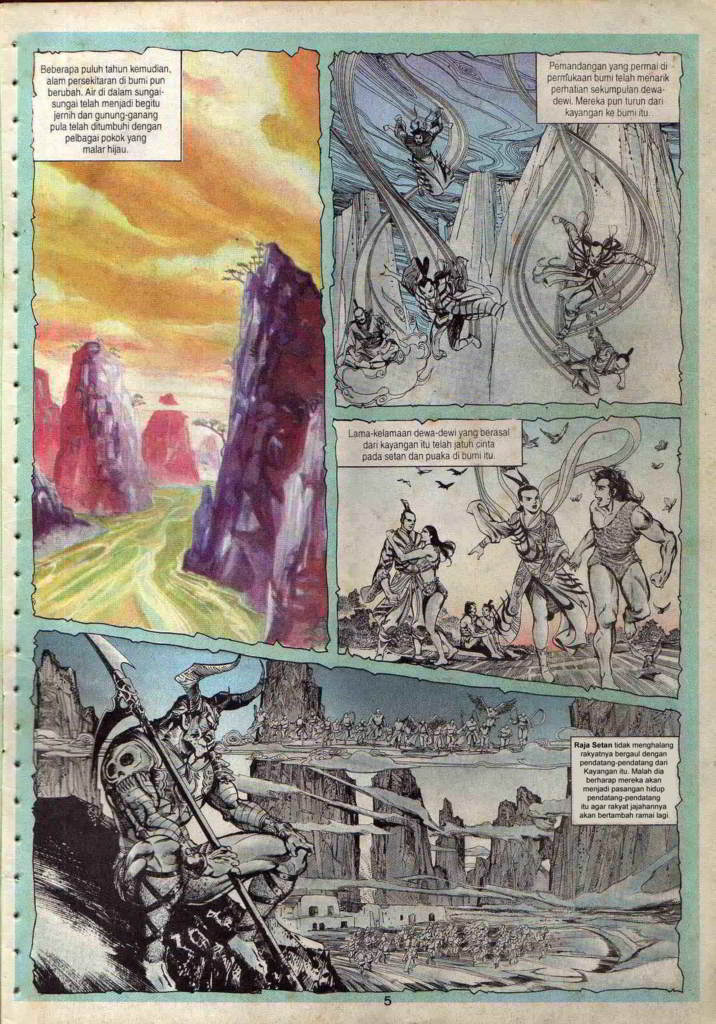 Beberapa puluh tahun kemudian,
alam persekitaran di bumi pun
berubah. Air di dalam sungai-
sungai telah menjadi begitu
jernih dan gunung-ganang
pula telah ditumbuhi dengan
pelbagai pokok yang
malar hijau.
Pemandangan yang permai di
permukaan bumi telah menarik
perhatian sekumpulan dewa-
dewi. Mereka pun turun dari
kayangan ke bumi itu.
Lama-kelamaan dewa-dewi yang berasal
dari kayangan itu telah jatuh cinta
pada setan dan puaka di bumi itu.
Raja Setan tidak menghalang
rakyatnya bergaul dengan
pendatang-pendatang dari
Kayangan itu. Malah dia
berharap mereka akan
menjadi pasangan hidup
pendatang-pendatang
itu agar rakyat jajahannya
akan bertambah ramai lagi.
5